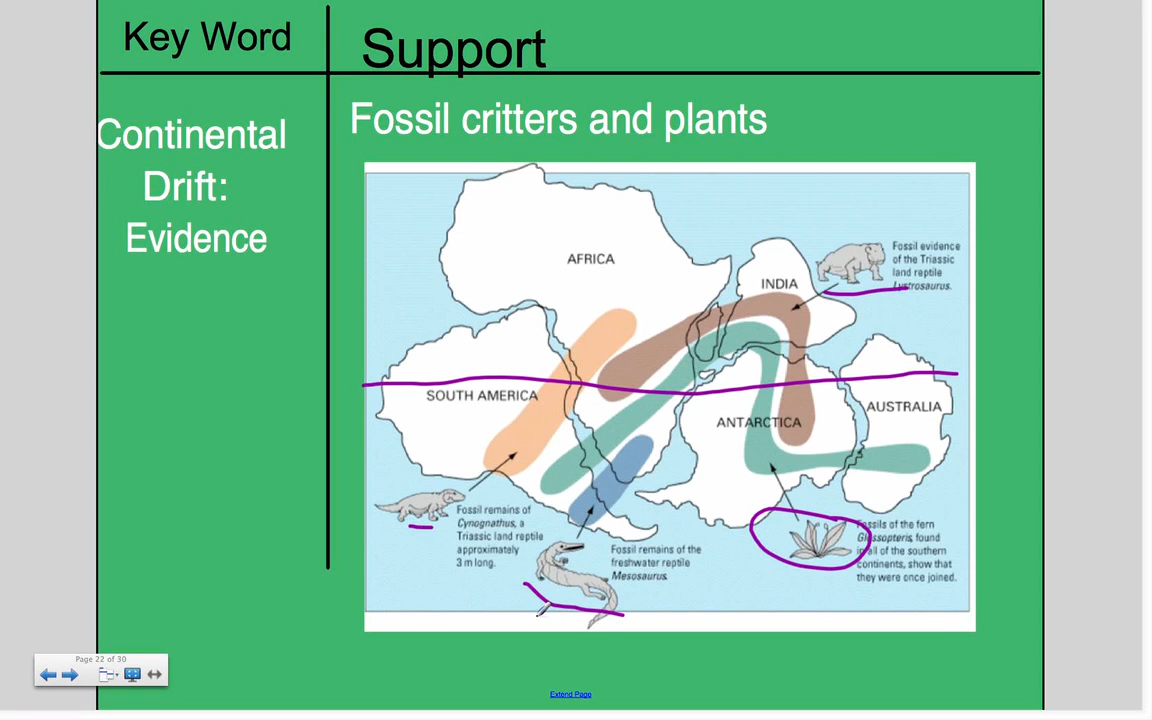 Key Word
Support
Continental
Drift:
Evidence
Fossil critters and plants
AFRICA
INDIA
Fossil evidence
of the Triassic
land reptile
Lystrosaurus.
SOUTH AMERICA
ANTARCTICA
AUSTRALIA
Fossil remains of
Cynognathus, a
Triassic land reptile
approximately
3 m long.
Fossil remains of the
freshwater reptile
Mesosaurus.
Fossils of the fern
Glossopteris, found
in all of the southern
continents, show that
they were once joined.
Page 22 of 30
Extend Page